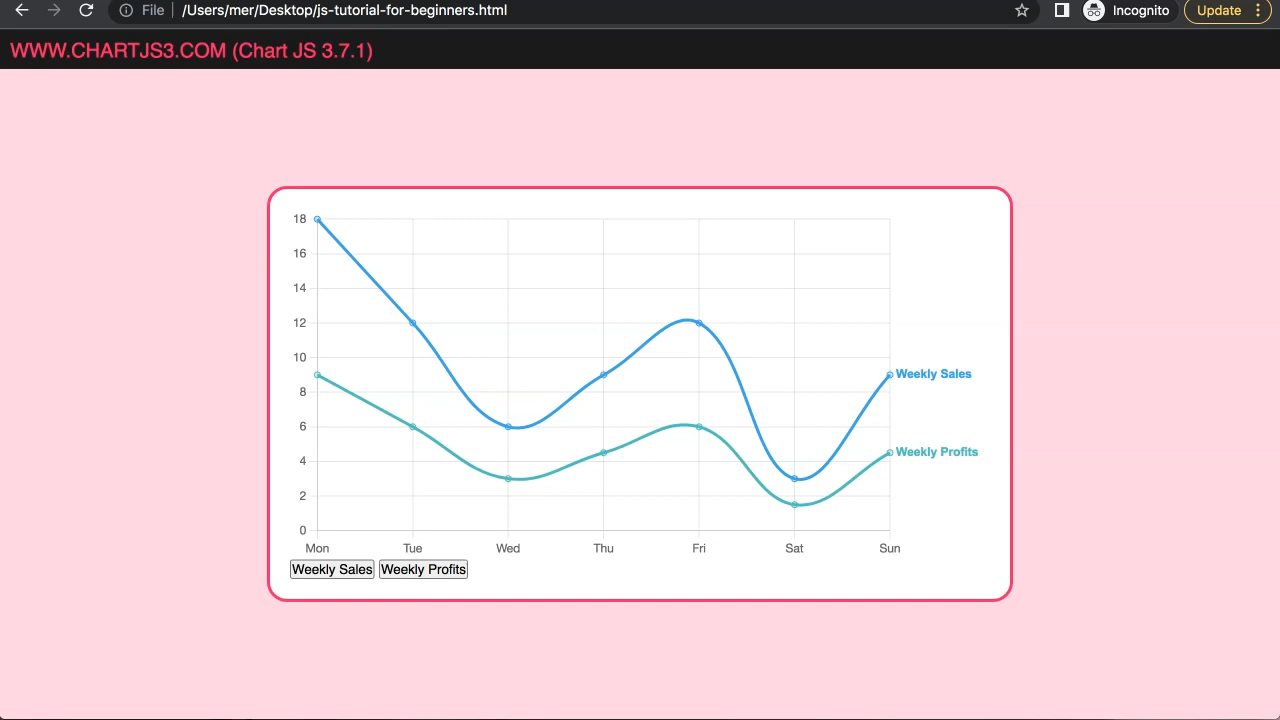 File /Users/mer/Desktop/js-tutorial-for-beginners.html Incognito Update
WWW.CHARTJS3.COM (Chart JS 3.7.1)
18
16
14
12
10
8
6
4
2
0
Weekly Sales
Weekly Profits
Mon Tue Wed Thu Fri Sat Sun
Weekly Sales Weekly Profits